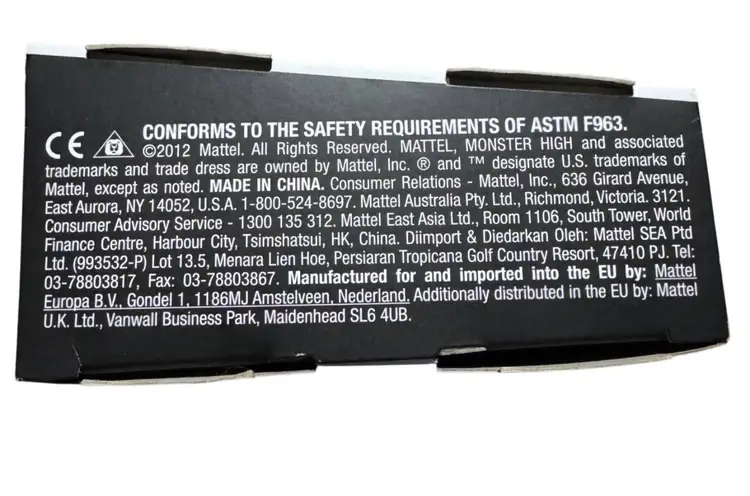 CE CONFORMS TO THE SAFETY REQUIREMENTS OF ASTM F963.
©2012 Mattel. All Rights Reserved. MATTEL, MONSTER HIGH and associated
trademarks and trade dress are owned by Mattel, Inc. ® and ™ designate U.S. trademarks of
Mattel, except as noted. MADE IN CHINA. Consumer Relations - Mattel, Inc., 636 Girard Avenue,
East Aurora, NY 14052, U.S.A. 1-800-524-8697. Mattel Australia Pty. Ltd., Richmond, Victoria. 3121.
Consumer Advisory Service - 1300 135 312. Mattel East Asia Ltd., Room 1106, South Tower, World
Finance Centre, Harbour City, Tsimshatsui, HK, China. Diimport & Diedarkan Oleh: Mattel SEA Ptd
Ltd. (993532-P) Lot 13.5, Menara Lien Hoe, Persiaran Tropicana Golf Country Resort, 47410 PJ. Tel:
03-78803817, Fax: 03-78803867. Manufactured for and imported into the EU by: Mattel
Europa B.V., Gondel 1, 1186MJ Amstelveen, Nederland. Additionally distributed in the EU by: Mattel
U.K. Ltd., Vanwall Business Park, Maidenhead SL6 4UB.